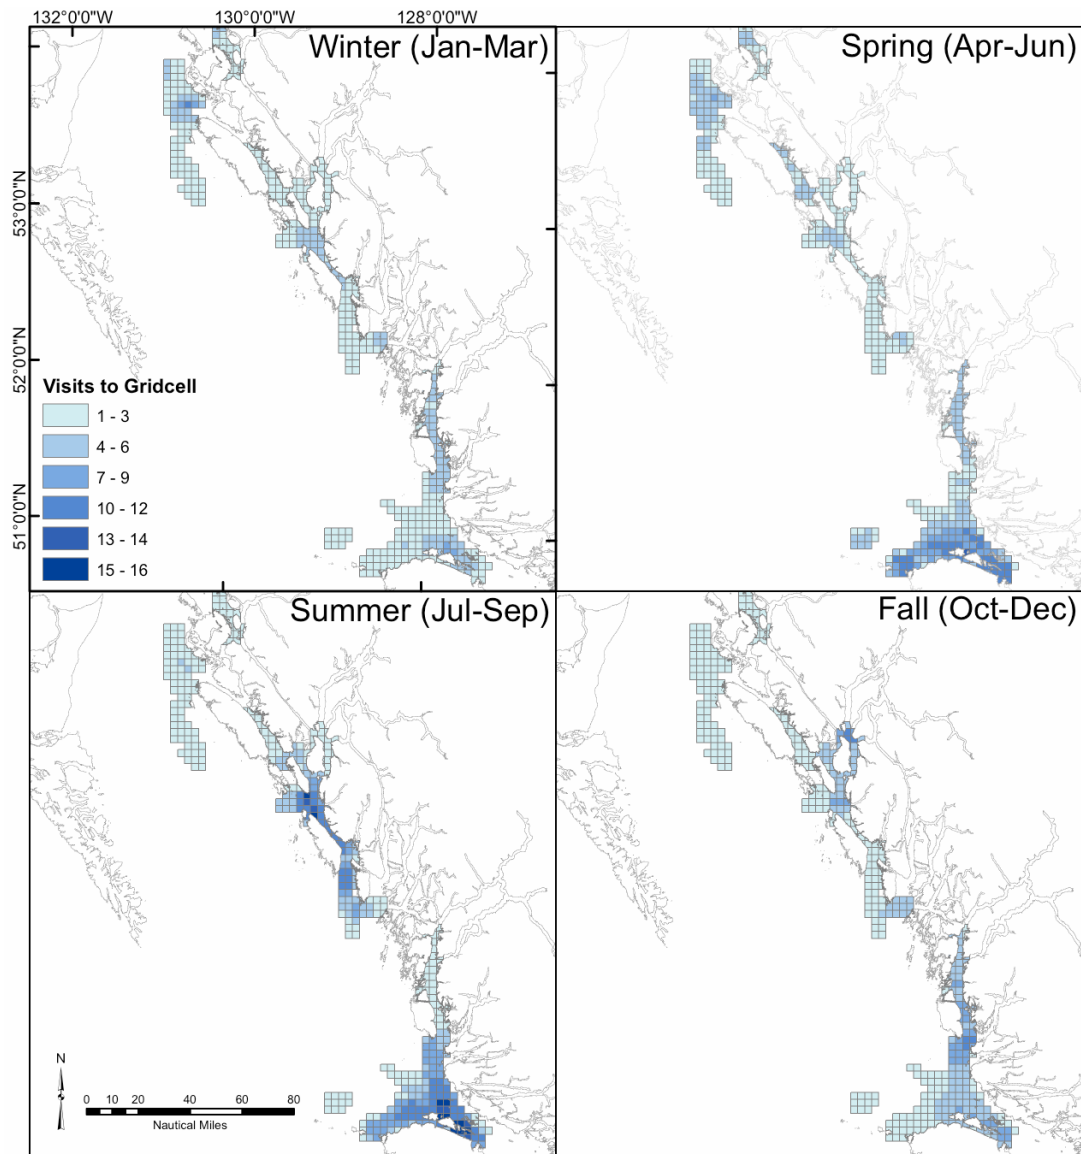 132°0'0"W 130°0'0"W 128°0'0"W
Winter (Jan-Mar)
Spring (Apr-Jun)
53°0'0"N
52°0'0"N
51°0'0"N
Visits to Gridcell
1 - 3
4 - 6
7 - 9
10 - 12
13 - 14
15 - 16
Summer (Jul-Sep)
Fall (Oct-Dec)
N
0 10 20 40 60 80
Nautical Miles